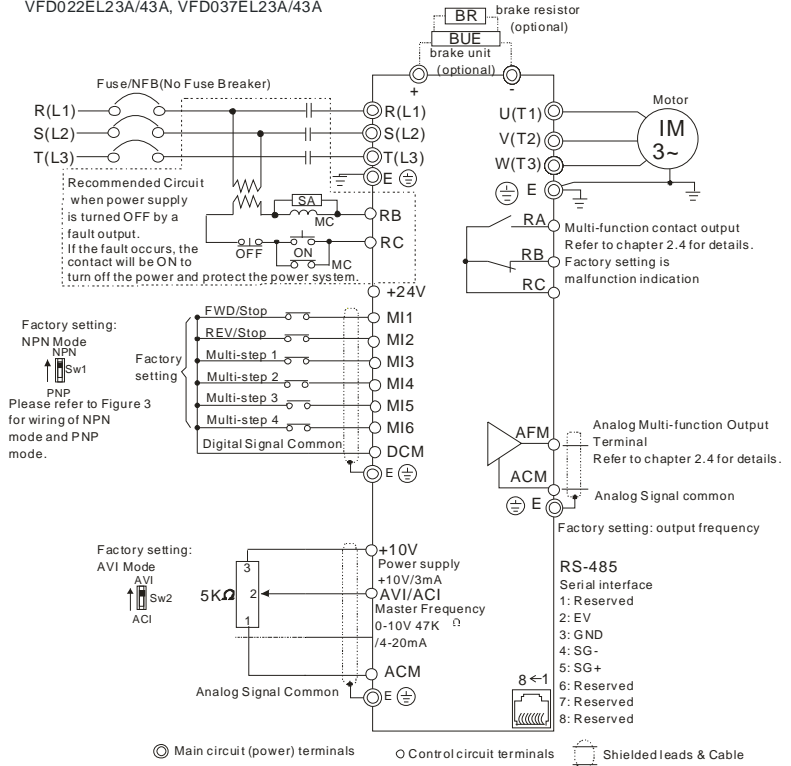 VFD022EL23A/43A, VFD037EL23A/43A
BR
brake resistor
(optional)
BUE
brake unit
(optional)
+
-
Fuse/NFB(No Fuse Breaker)
R(L1)
S(L2)
T(L3)
R(L1)
S(L2)
T(L3)
E
Recommended Circuit
when power supply
is turned OFF by a
fault output.
If the fault occurs, the
contact will be ON to
turn off the power and protect the power system.
SA
MC
OFF
ON
MC
RB
RC
U(T1)
V(T2)
W(T3)
E
Motor
IM
3~
RA
RB
RC
Multi-function contact output
Refer to chapter 2.4 for details.
Factory setting is
malfunction indication
+24V
FWD/Stop
MI1
REV/Stop
MI2
Multi-step 1
MI3
Multi-step 2
MI4
Multi-step 3
MI5
Multi-step 4
MI6
Digital Signal Common
DCM
E
Factory
setting
Factory setting:
NPN Mode
NPN
Sw1
PNP
Please refer to Figure 3
for wiring of NPN
mode and PNP
mode.
AFM
ACM
E
Analog Multi-function Output
Terminal
Refer to chapter 2.4 for details.
Analog Signal common
Factory setting: output frequency
Factory setting:
AVI Mode
AVI
Sw2
ACI
5KΩ
3
2
1
+10V
Power supply
+10V/3mA
AVI/ACI
Master Frequency
0-10V 47K Ω
/4-20mA
ACM
Analog Signal Common
E
RS-485
Serial interface
1: Reserved
2: EV
3: GND
4: SG-
5: SG+
6: Reserved
7: Reserved
8: Reserved
8←1
Main circuit (power) terminals
Control circuit terminals
Shielded leads & Cable